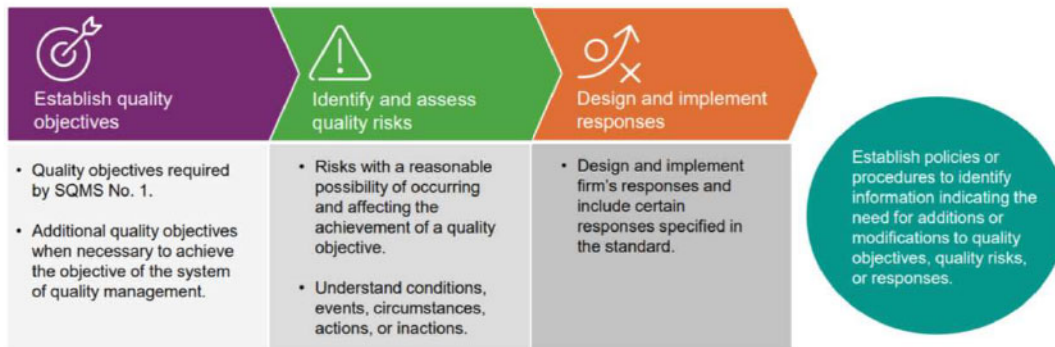 Establish quality
objectives
• Quality objectives required
by SQMS No. 1.
• Additional quality objectives
when necessary to achieve
the objective of the system
of quality management.
Identify and assess
quality risks
• Risks with a reasonable
possibility of occurring
and affecting the
achievement of a quality
objective.
• Understand conditions,
events, circumstances,
actions, or inactions.
Design and implement
responses
• Design and implement
firm's responses and
include certain
responses specified in
the standard.
Establish policies or
procedures to identify
information indicating the
need for additions or
modifications to quality
objectives, quality risks,
or responses.